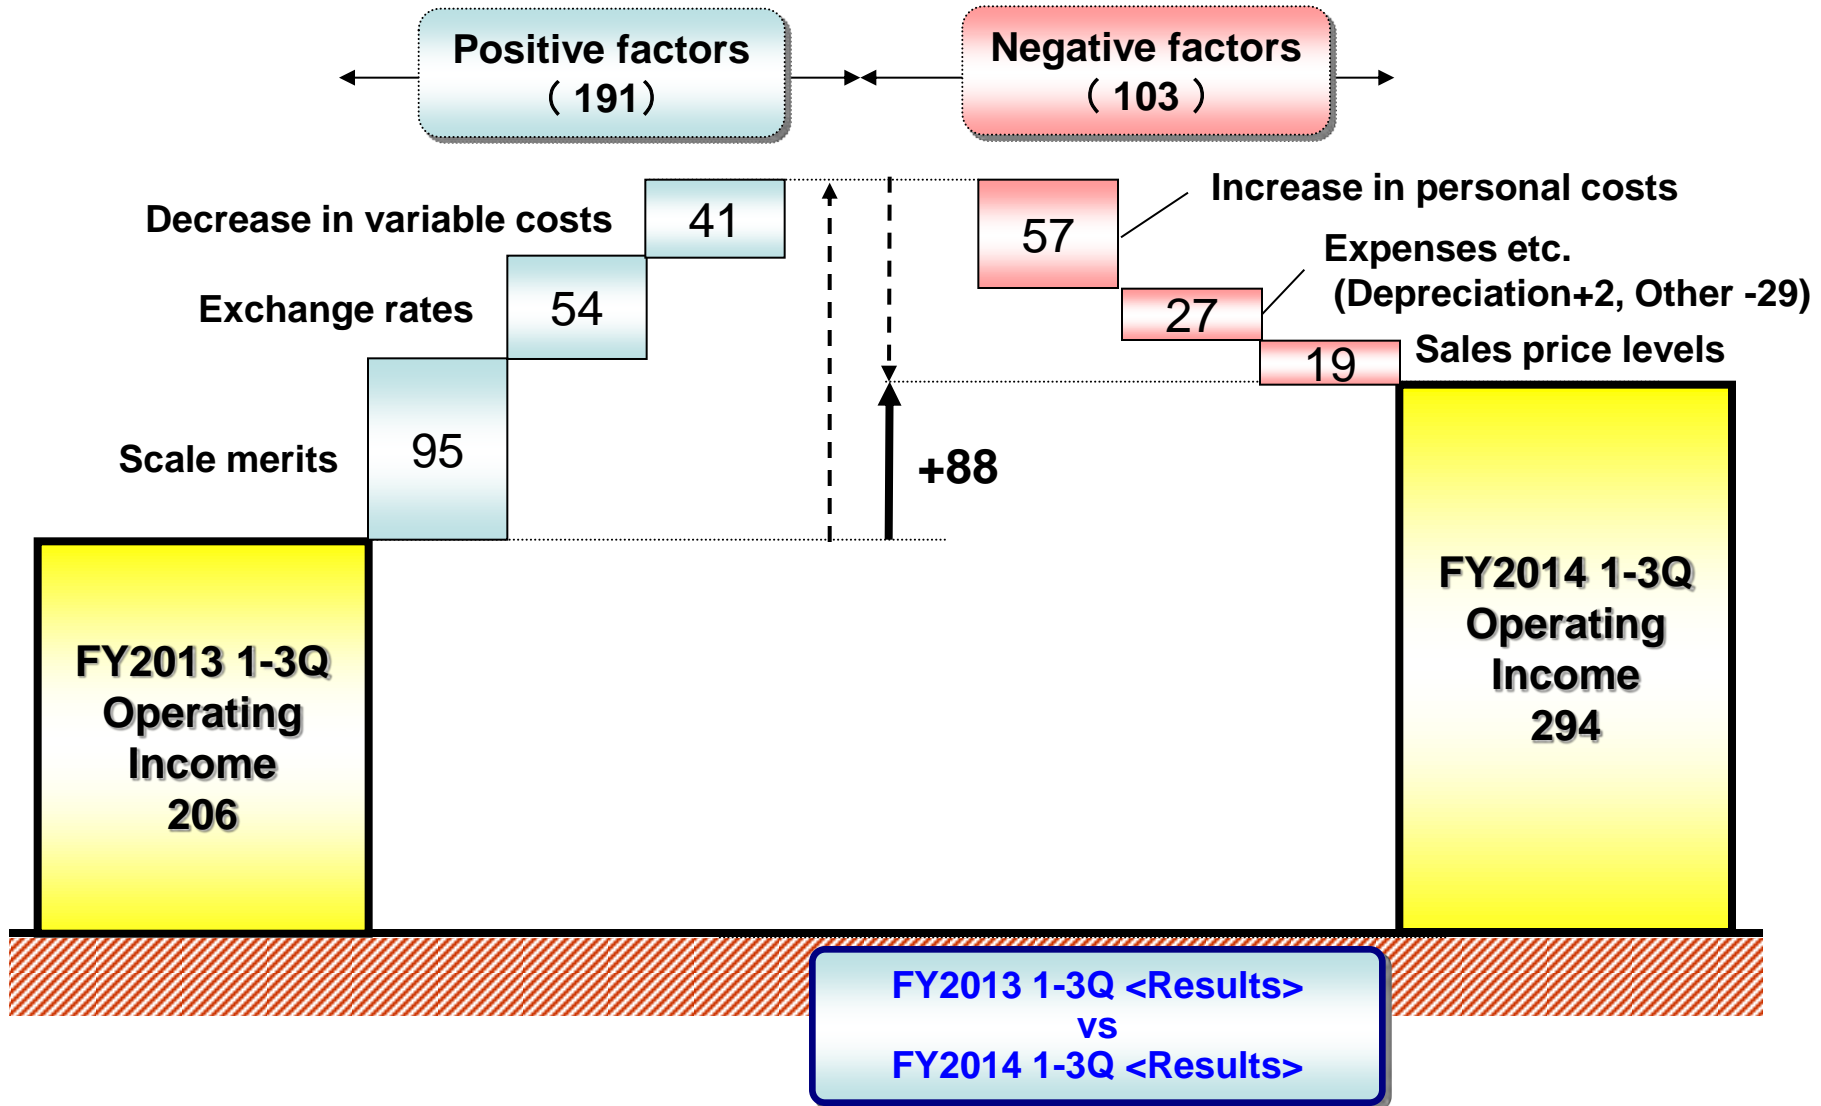 Positive factors
（ 191）
Negative factors
（ 103 ）
Decrease in variable costs
41
Exchange rates
54
Scale merits
95
57
Increase in personal costs
27
Expenses etc.
(Depreciation+2, Other -29)
19
Sales price levels
+88
FY2013 1-3Q
Operating
Income
206
FY2014 1-3Q
Operating
Income
294
FY2013 1-3Q <Results>
vs
FY2014 1-3Q <Results>